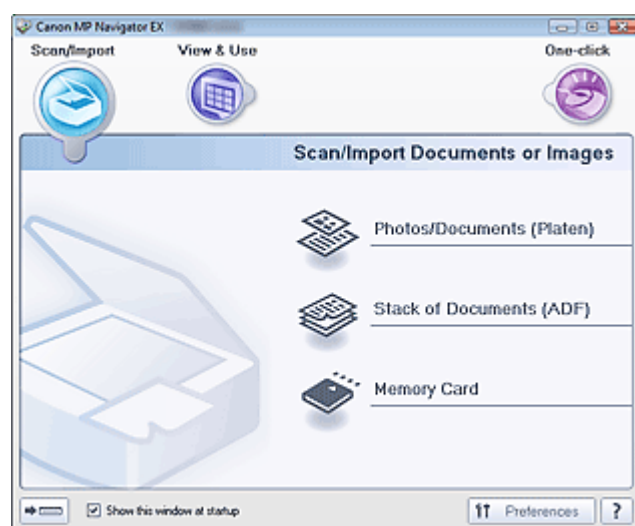 Canon MP Navigator EX
Scan/Import
View & Use
One-click
Scan/Import Documents or Images
Photos/Documents (Platen)
Stack of Documents (ADF)
Memory Card
Show this window at startup
Preferences
?